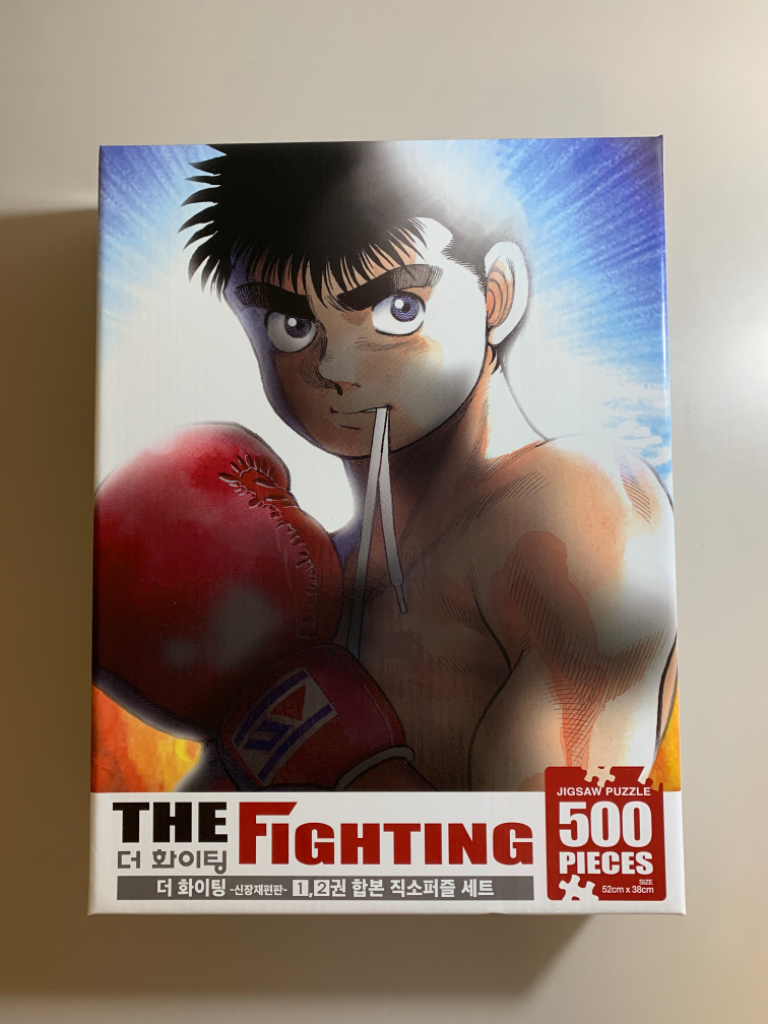 THE FIGHTING
더 화이팅
더 화이팅 -신장재편판- 1,2권 합본 직소퍼즐 세트
JIGSAW PUZZLE
500
PIECES
SIZE
52cm x 38cm